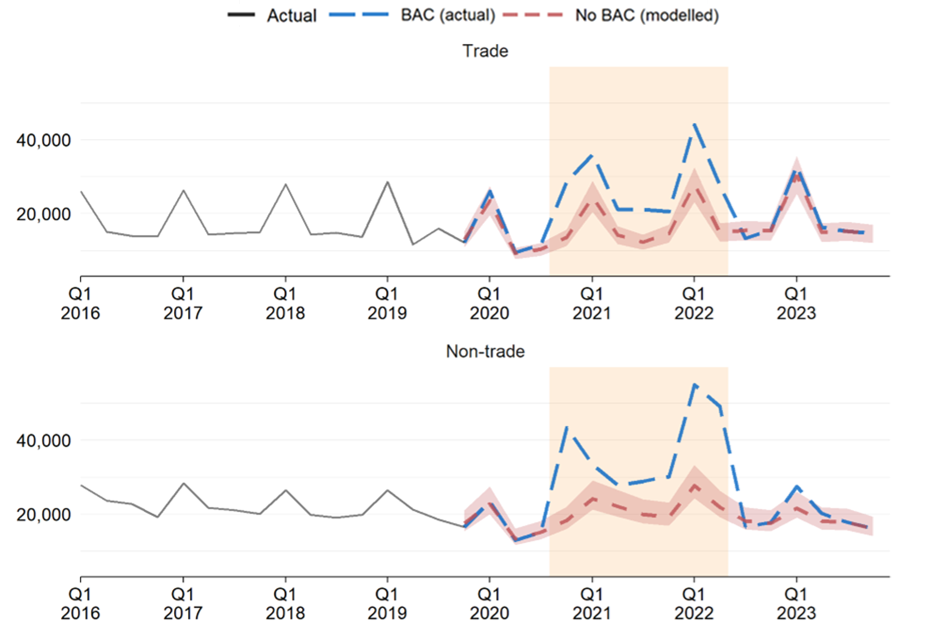 Actual BAC (actual) No BAC (modelled)
Trade
40,000
20,000
Q1 Q1 Q1 Q1 Q1 Q1 Q1 Q1
2016 2017 2018 2019 2020 2021 2022 2023
Non-trade
40,000
20,000
Q1 Q1 Q1 Q1 Q1 Q1 Q1 Q1
2016 2017 2018 2019 2020 2021 2022 2023